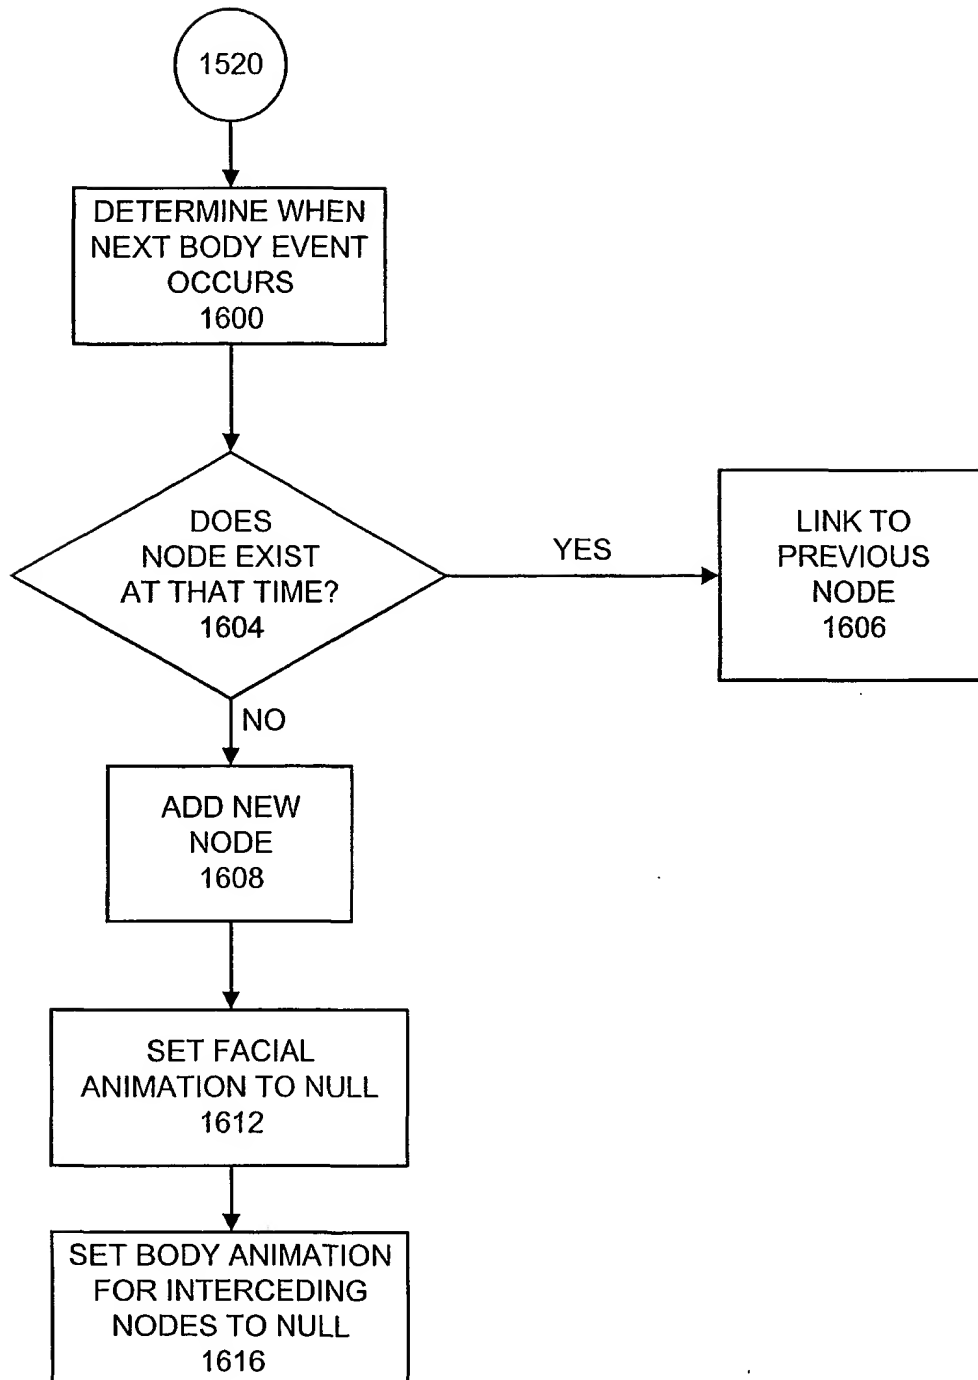 1520
DETERMINE WHEN
NEXT BODY EVENT
OCCURS
1600
DOES
NODE EXIST
AT THAT TIME?
1604
YES
LINK TO
PREVIOUS
NODE
1606
NO
ADD NEW
NODE
1608
SET FACIAL
ANIMATION TO NULL
1612
SET BODY ANIMATION
FOR INTERCEDING
NODES TO NULL
1616